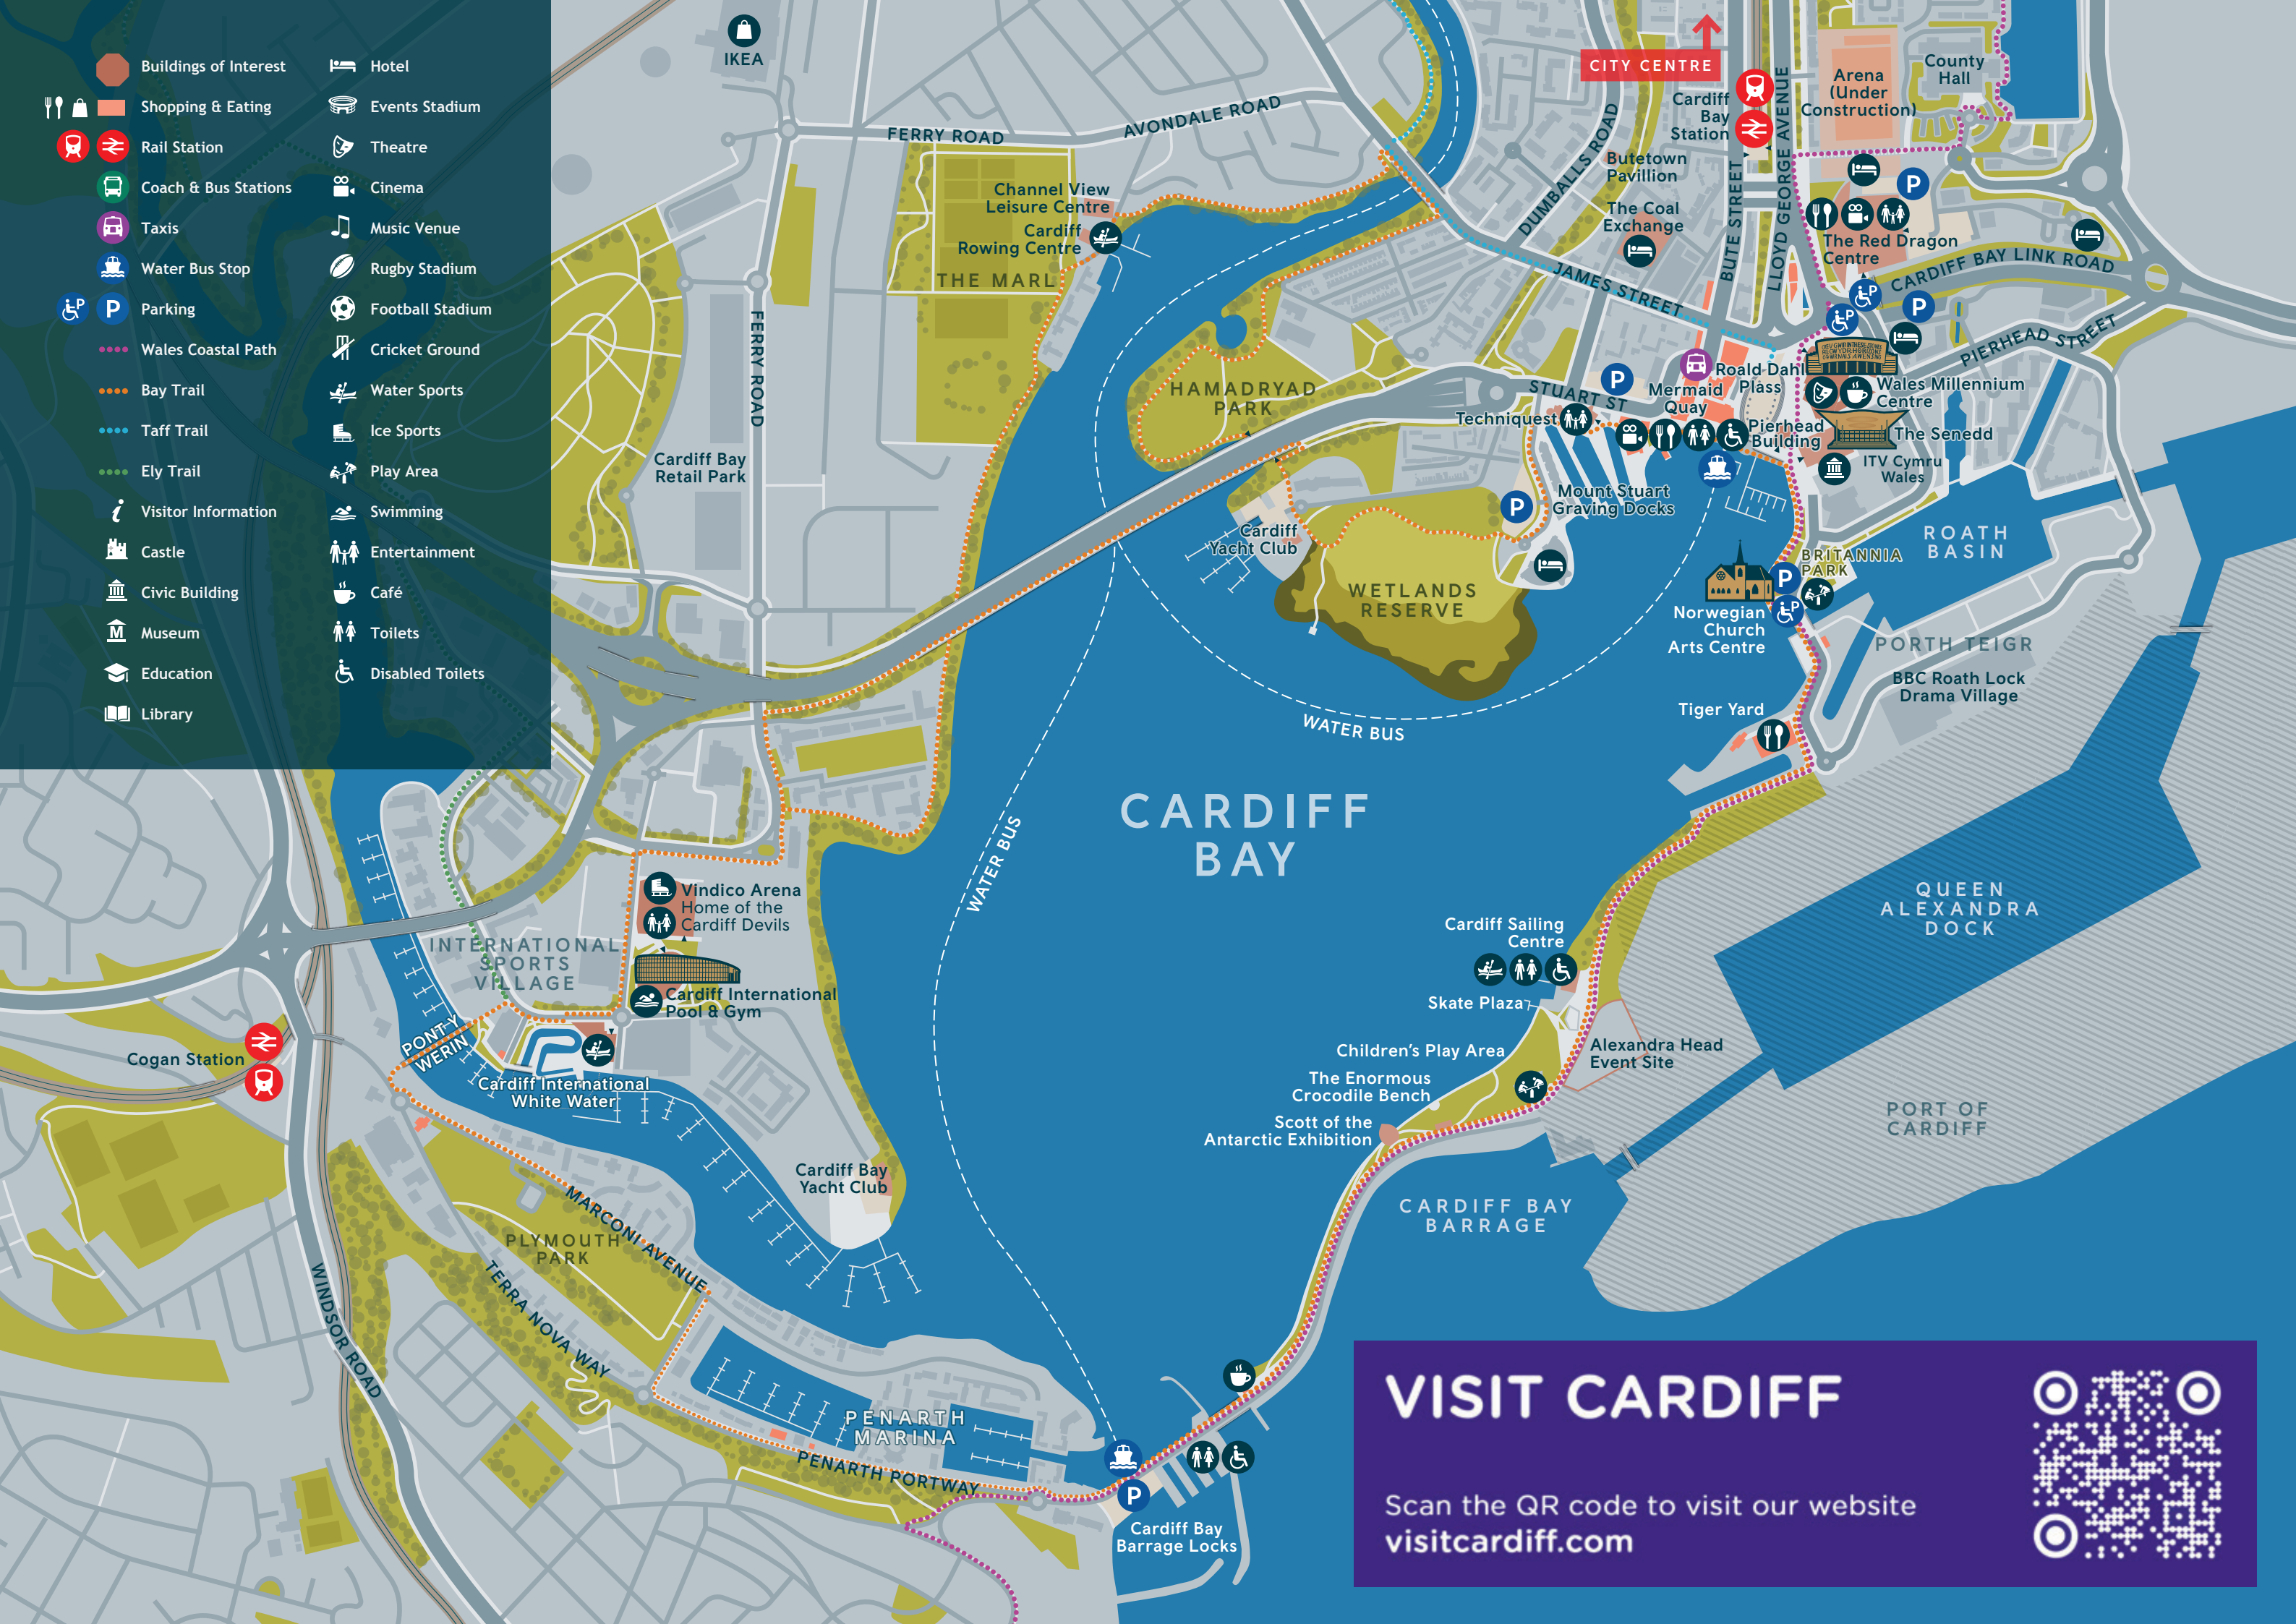 Buildings of Interest
Shopping & Eating
Rail Station
Coach & Bus Stations
Taxis
Water Bus Stop
P P Parking
Wales Coastal Path
Bay Trail
Taff Trail
Ely Trail
Visitor Information
Castle
Civic Building
M Museum
Education
Library
Hotel
Events Stadium
Theatre
Cinema
Music Venue
Rugby Stadium
Football Stadium
Cricket Ground
Water Sports
Ice Sports
Play Area
Swimming
Entertainment
Café
Toilets
Disabled Toilets
IKEA
FERRY ROAD
AVONDALE ROAD
Channel View
Leisure Centre
Cardiff
Rowing Centre
THE MARL
FERRY ROAD
Cardiff Bay
Retail Park
HAMADRYAD
PARK
CITY CENTRE
Cardiff
Bay
Station
DUMBALLS ROAD
Butetown
Pavillion
The Coal
Exchange
JAMES STREET
BUTE STREET
LLOYD GEORGE AVENUE
Arena
(Under
Construction)
County
Hall
P
The Red Dragon
Centre
CARDIFF BAY LINK ROAD
P
P
P
PIERHEAD STREET
STUART ST
P
Mermaid
Quay
Roald Dahl
Plass
Wales Millennium
Centre
Techniquest
Pierhead
Building
The Senedd
ITV Cymru
Wales
Mount Stuart
Graving Docks
P
Cardiff
Yacht Club
WETLANDS
RESERVE
ROATH
BASIN
BRITANNIA
PARK
P
P
Norwegian
Church
Arts Centre
PORTH TEIGR
BBC Roath Lock
Drama Village
Tiger Yard
WATER BUS
WATER BUS
CARDIFF
BAY
QUEEN
ALEXANDRA
DOCK
Vindico Arena
Home of the
Cardiff Devils
INTERNATIONAL
SPORTS
VILLAGE
Cardiff International
Pool & Gym
PONT Y
WERIN
Cogan Station
Cardiff International
White Water
Cardiff Sailing
Centre
Skate Plaza
Children's Play Area
Alexandra Head
Event Site
The Enormous
Crocodile Bench
Scott of the
Antarctic Exhibition
PORT OF
CARDIFF
CARDIFF BAY
BARRAGE
Cardiff Bay
Yacht Club
MARCONI AVENUE
PLYMOUTH
PARK
TERRA NOVA WAY
WINDSOR ROAD
PENARTH
MARINA
PENARTH PORTWAY
P
Cardiff Bay
Barrage Locks
VISIT CARDIFF
Scan the QR code to visit our website
visitcardiff.com